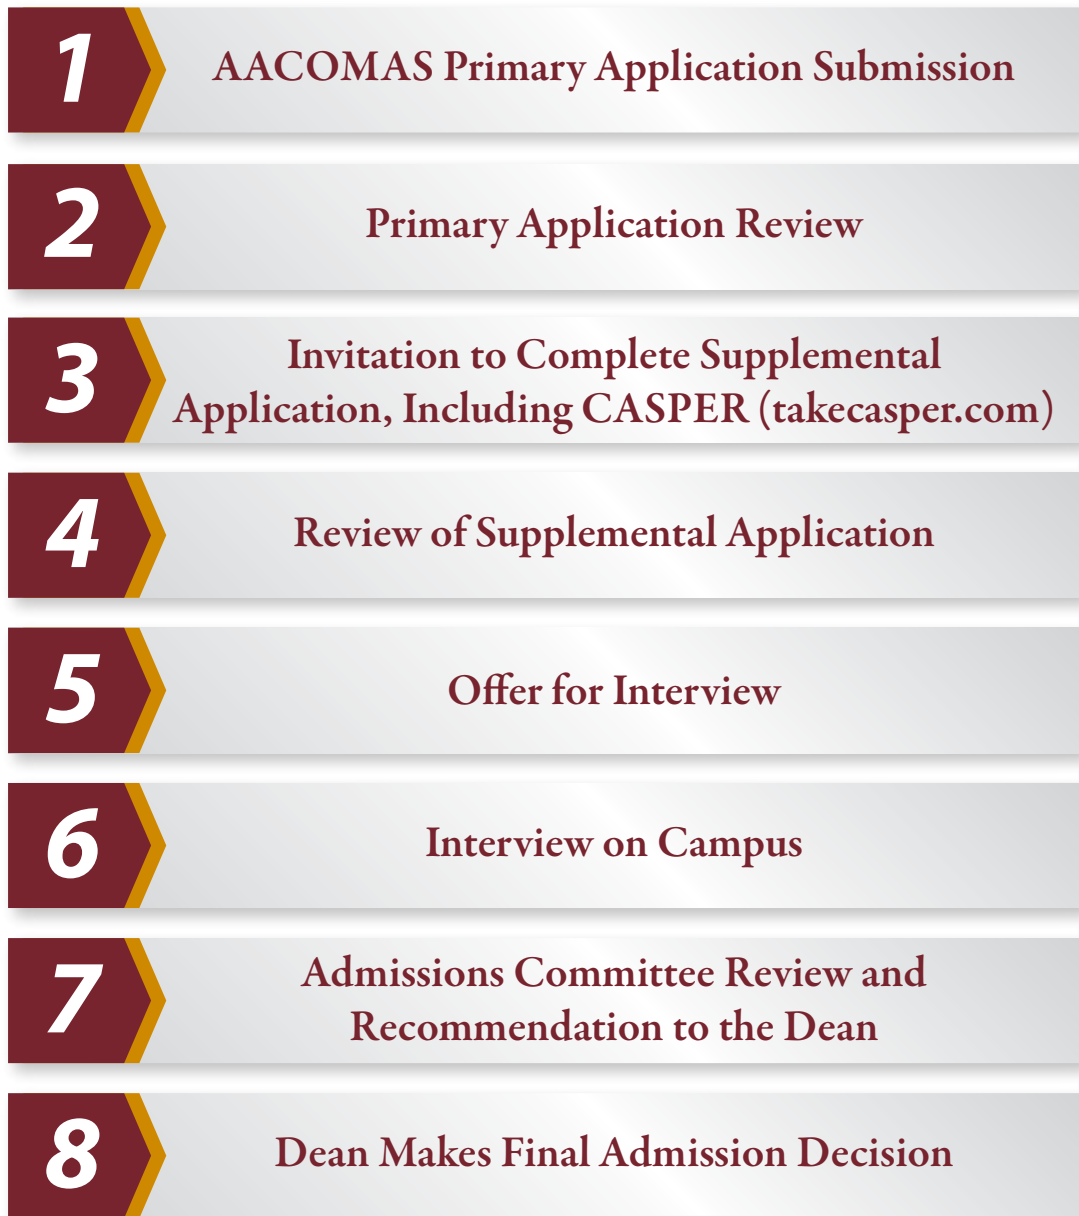 1
AACOMAS Primary Application Submission
2
Primary Application Review
3
Invitation to Complete Supplemental
Application, Including CASPER (takecasper.com)
4
Review of Supplemental Application
5
Offer for Interview
6
Interview on Campus
7
Admissions Committee Review and
Recommendation to the Dean
8
Dean Makes Final Admission Decision